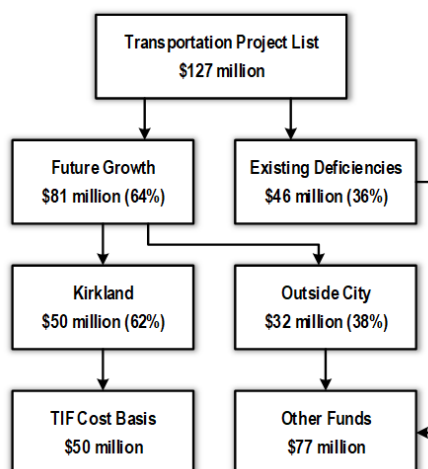 Transportation Project List
$127 million
Future Growth
$81 million (64%)
Existing Deficiencies
$46 million (36%)
Kirkland
$50 million (62%)
Outside City
$32 million (38%)
TIF Cost Basis
$50 million
Other Funds
$77 million